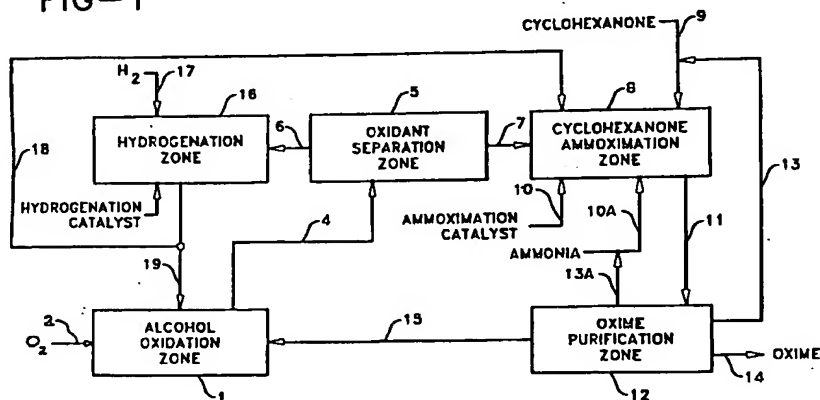 FIG-1
CYCLOHEXANONE
9
H2
17
16
5
8
HYDROGENATION
ZONE
6
OXIDANT
SEPARATION
ZONE
7
CYCLOHEXANONE
AMMOXIMATION
ZONE
18
13
HYDROGENATION
CATALYST
10
AMMOXIMATION
CATALYST
10A
11
4
AMMONIA
13A
19
2
O2
ALCOHOL
OXIDATION
ZONE
15
OXIME
PURIFICATION
ZONE
OXIME
14
1
12